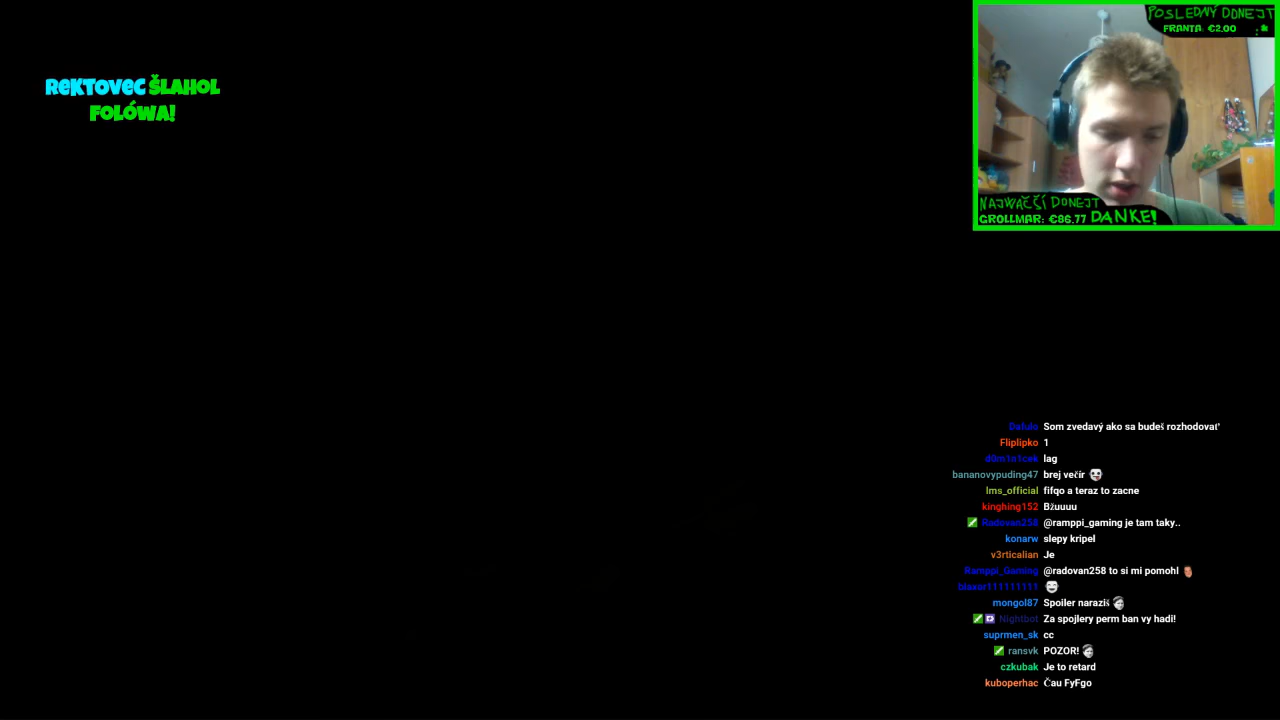 REKTOVEC ŠLAHOL
FOLÓWA!
POSLEDNÝ DONEJT
FRANTA: €2.00 :*
NAJWAČŠÍ DONEJT
GROLLMAR: €86.77 DANKE!
Dafulo Som zvedavý ako sa budeš rozhodovať'
Fliplipko 1
d0m1n1cek lag
bananovypuding47 brej večír
lms_official fifqo a teraz to zacne
kinghing152 Bžuuuu
Radovan258 @ramppi_gaming je tam taky..
konarw slepy kripel
v3rticalian Je
Ramppi_Gaming @radovan258 to si mi pomohl
blavor111111111
mongol87 Spoiler narazíš
Nightbot Za spojlery perm ban vy hadi!
suprmen_sk cc
ransvk POZOR!
czkubak Je to retard
kuboperhac Čau FyFgo